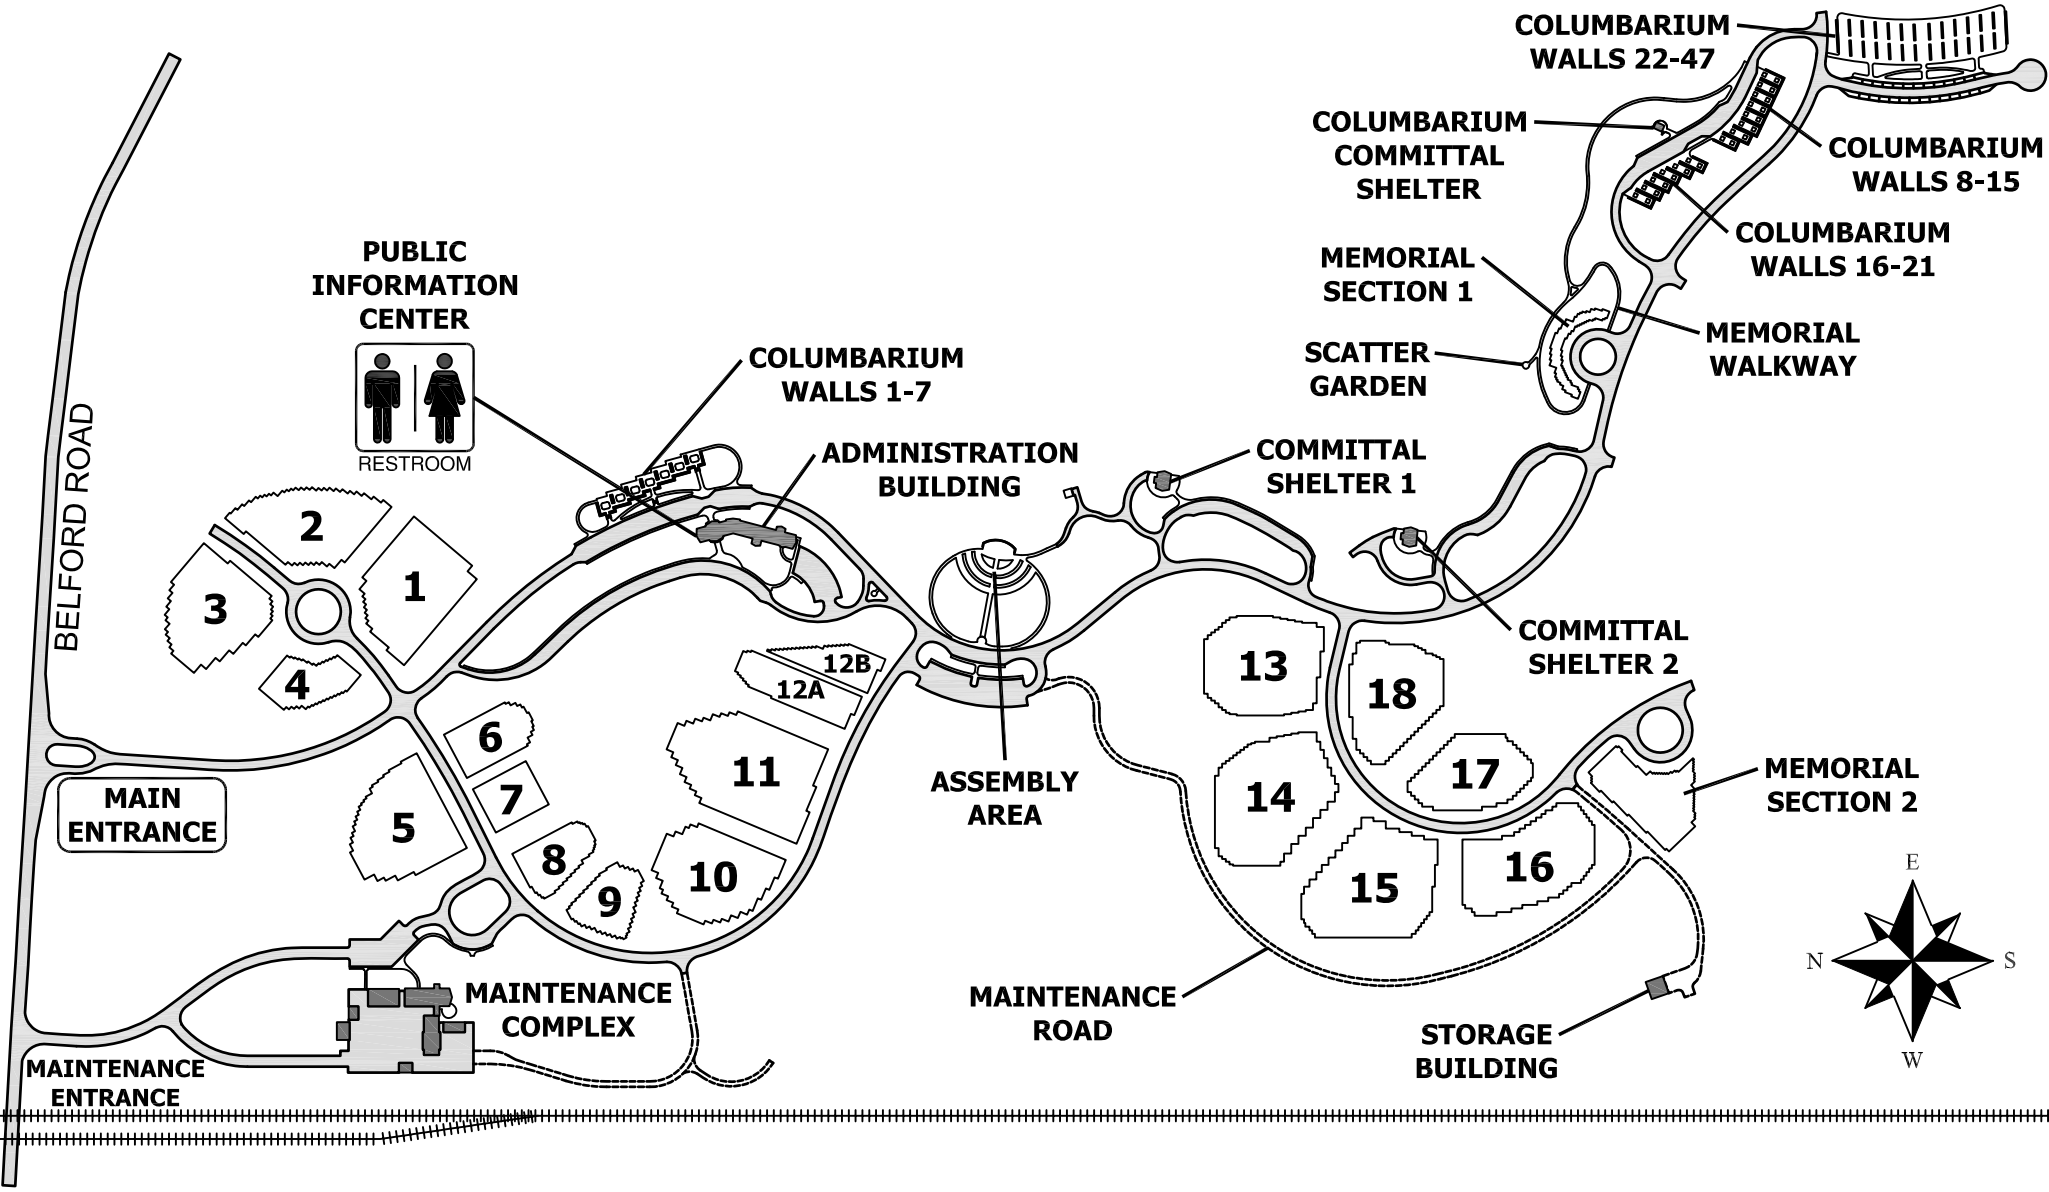 COLUMBARIUM
WALLS 22-47
COLUMBARIUM
COMMITTAL
SHELTER
COLUMBARIUM
WALLS 8-15
COLUMBARIUM
WALLS 16-21
MEMORIAL
SECTION 1
MEMORIAL
WALKWAY
SCATTER
GARDEN
PUBLIC
INFORMATION
CENTER
RESTROOM
COLUMBARIUM
WALLS 1-7
ADMINISTRATION
BUILDING
COMMITTAL
SHELTER 1
COMMITTAL
SHELTER 2
BELFORD ROAD
2
1
3
4
12B
12A
13
18
6
11
7
5
8
9
10
14
17
15
16
ASSEMBLY
AREA
MEMORIAL
SECTION 2
MAIN
ENTRANCE
MAINTENANCE
COMPLEX
MAINTENANCE
ROAD
STORAGE
BUILDING
MAINTENANCE
ENTRANCE
E
N
S
W